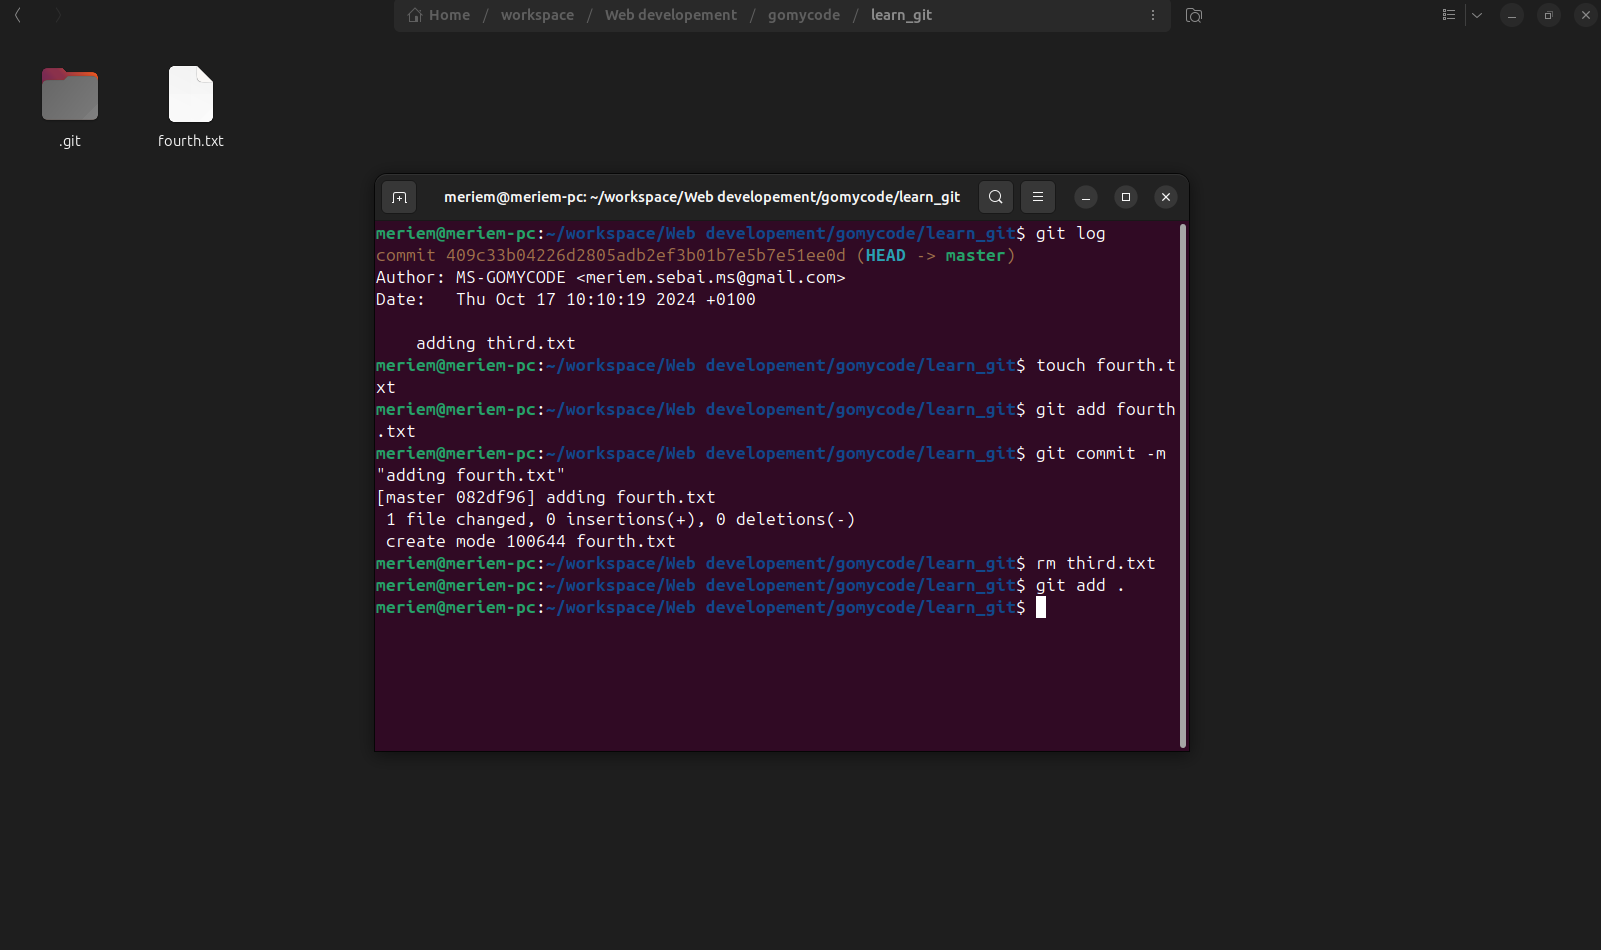 Home / workspace / Web developement / gomycode / learn_git
.git
fourth.txt
meriem@meriem-pc: ~/workspace/Web developement/gomycode/learn_git
meriem@meriem-pc:~/workspace/Web developement/gomycode/learn_git$ git log
commit 409c33b04226d2805adb2ef3b01b7e5b7e51ee0d (HEAD -> master)
Author: MS-GOMYCODE <meriem.sebai.ms@gmail.com>
Date:   Thu Oct 17 10:10:19 2024 +0100
    adding third.txt
meriem@meriem-pc:~/workspace/Web developement/gomycode/learn_git$ touch fourth.t
xt
meriem@meriem-pc:~/workspace/Web developement/gomycode/learn_git$ git add fourth
.txt
meriem@meriem-pc:~/workspace/Web developement/gomycode/learn_git$ git commit -m
"adding fourth.txt"
[master 082df96] adding fourth.txt
 1 file changed, 0 insertions(+), 0 deletions(-)
 create mode 100644 fourth.txt
meriem@meriem-pc:~/workspace/Web developement/gomycode/learn_git$ rm third.txt
meriem@meriem-pc:~/workspace/Web developement/gomycode/learn_git$ git add .
meriem@meriem-pc:~/workspace/Web developement/gomycode/learn_git$